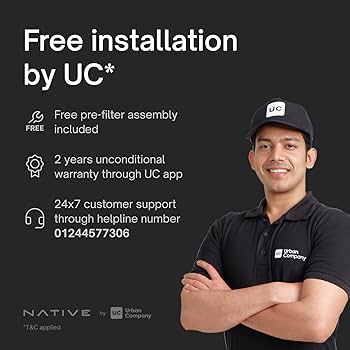 Free installation
by UC*
FREE
Free pre-filter assembly
included
2 years unconditional
warranty through UC app
24x7 customer support
through helpline number
01244577306
UC
UC Urban
Company
NATIVE by UC Urban
Company
*T&C applied